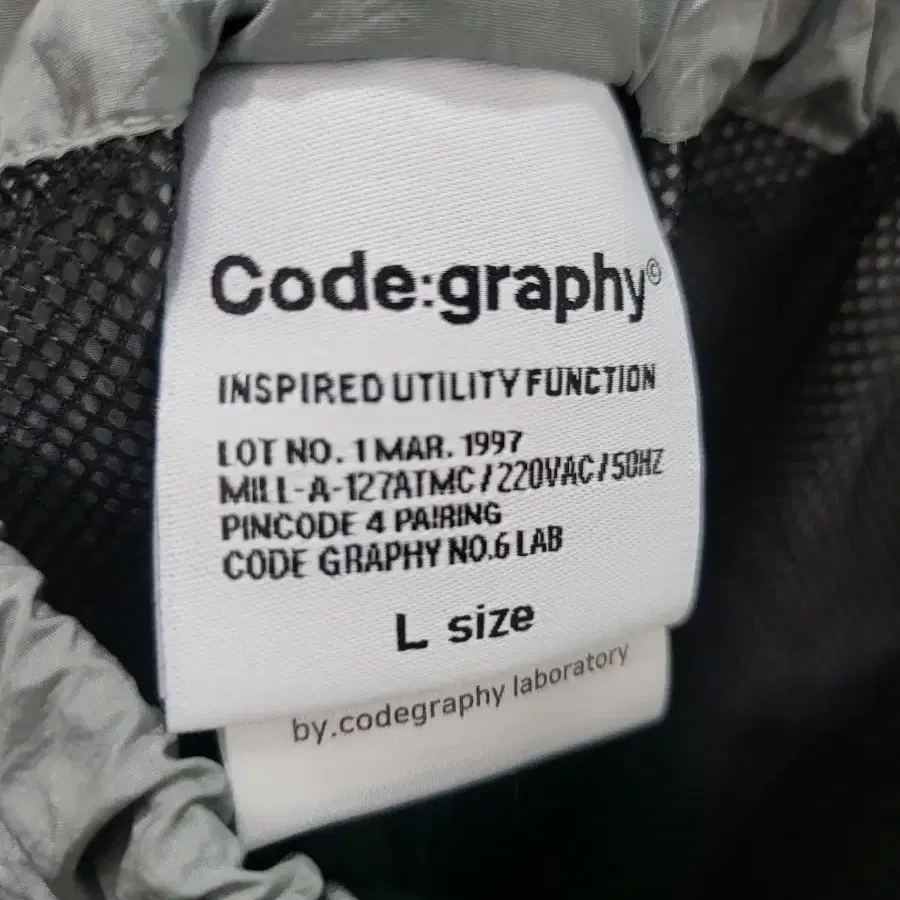 Code:graphy©
INSPIRED UTILITY FUNCTION
LOT NO. 1 MAR. 1997
MILL-A-127ATMC/220VAC/50HZ
PINCODE 4 PAIRING
CODE GRAPHY NO.6 LAB
L size
by.codegraphy laboratory